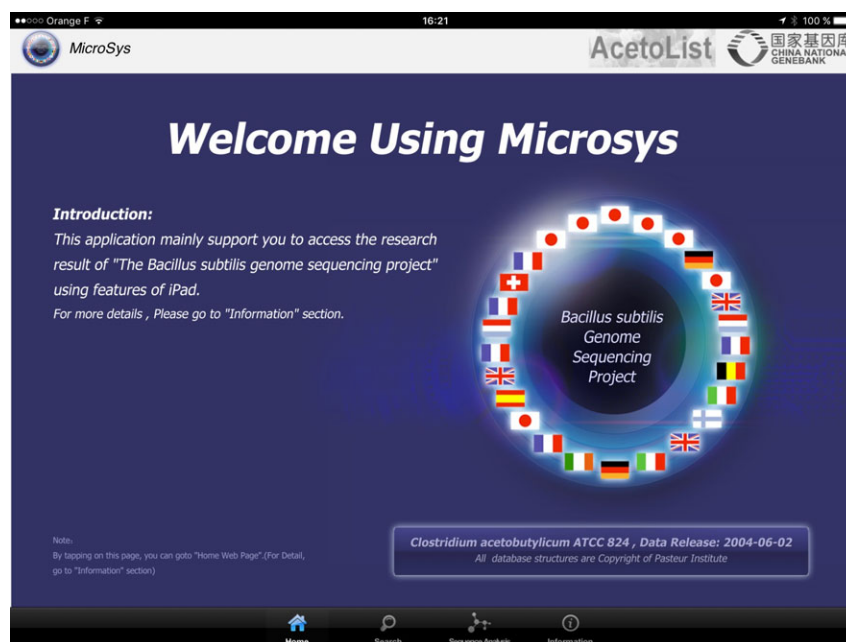 Orange F
16:21
100 %
MicroSys
AcetoList
国家基因库
CHINA NATIONAL
GENEBANK
Welcome Using Microsys
Introduction:
This application mainly support you to access the research
result of "The Bacillus subtilis genome sequencing project"
using features of iPad.
For more details , Please go to "Information" section.
Bacillus subtilis
Genome
Sequencing
Project
Note:
By tapping on this page, you can goto "Home Web Page".(For Detail,
go to "Information" section)
Clostridium acetobutylicum ATCC 824 , Data Release: 2004-06-02
All database structures are Copyright of Pasteur Institute
Home
Search
Sequence Analysis
Information